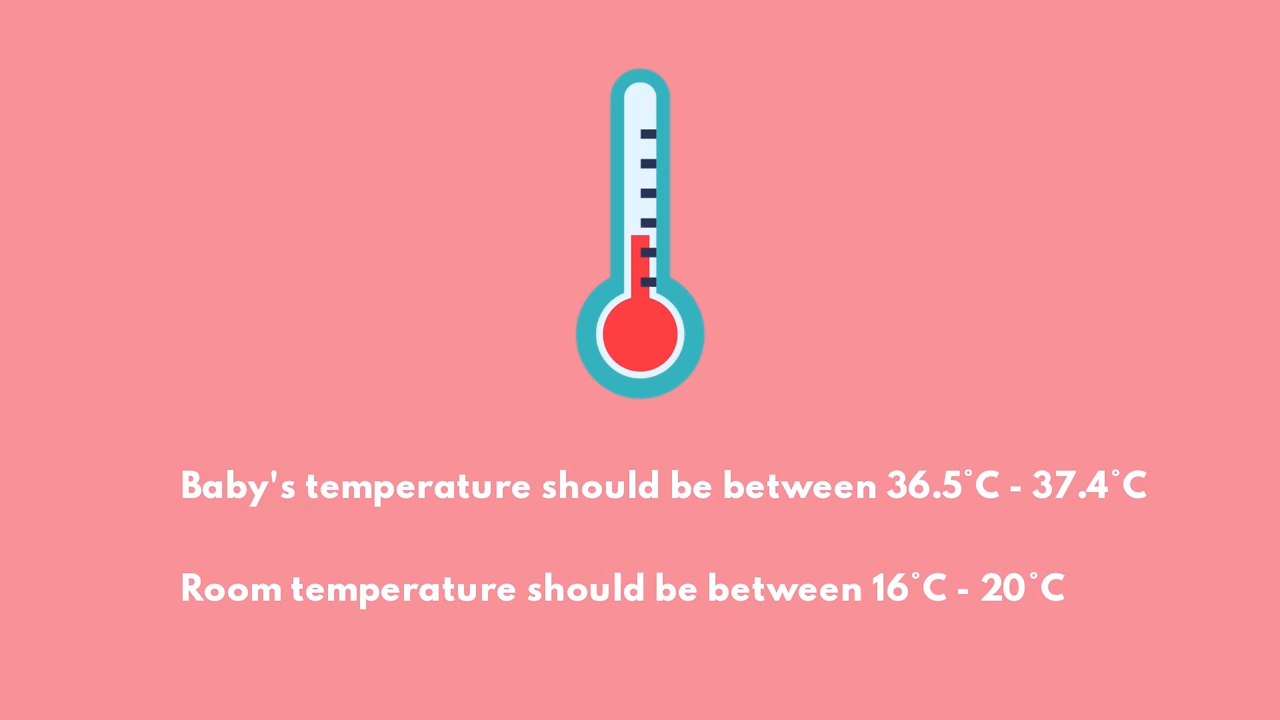 Baby's temperature should be between 36.5°C - 37.4°C
Room temperature should be between 16°C - 20°C